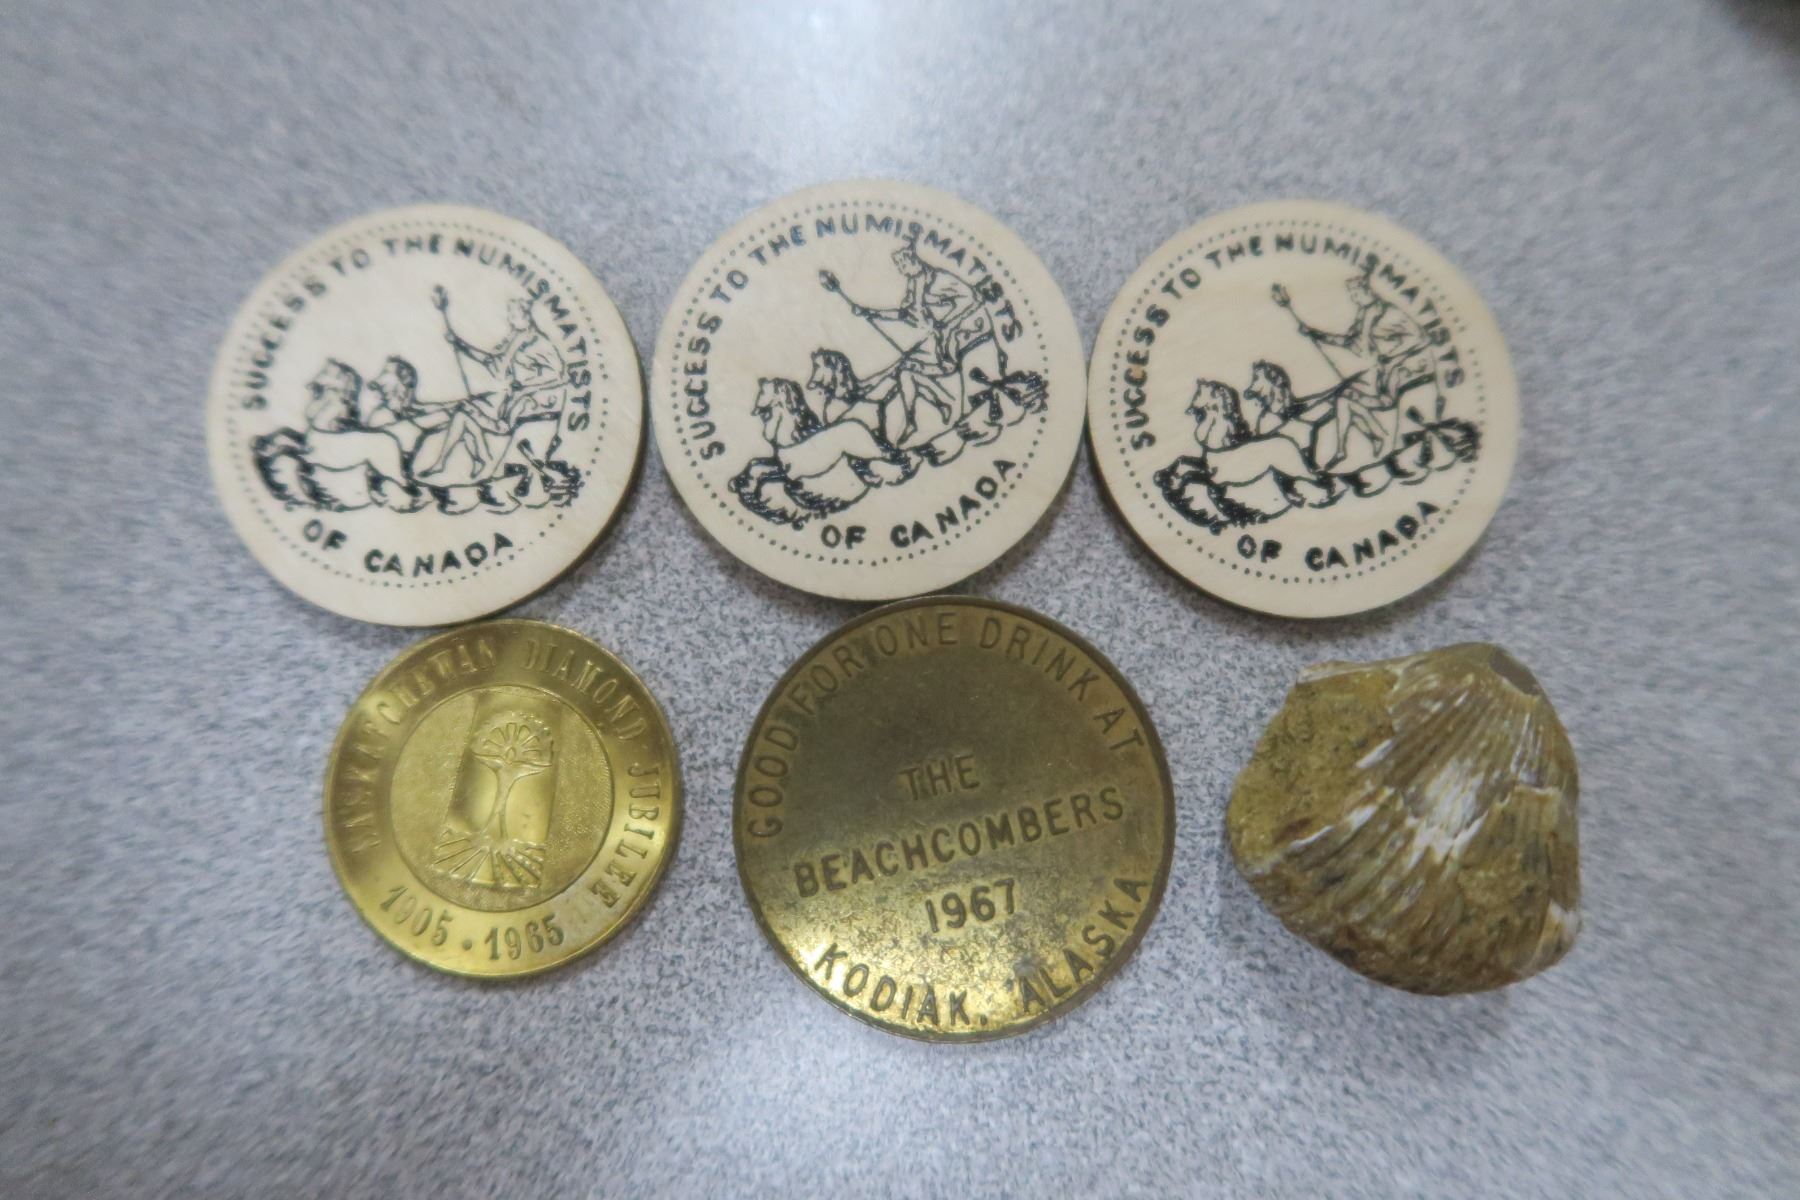 SUCCESS TO THE NUMISMATISTS
OF CANADA
SUCCESS TO THE NUMISMATISTS
OF CANADA
SUCCESS TO THE NUMISMATISTS
OF CANADA
SASKATCHEWAN DIAMOND JUBILEE
1905 • 1965
GOOD FOR ONE DRINK AT
THE
BEACHCOMBERS
1967
KODIAK, ALASKA